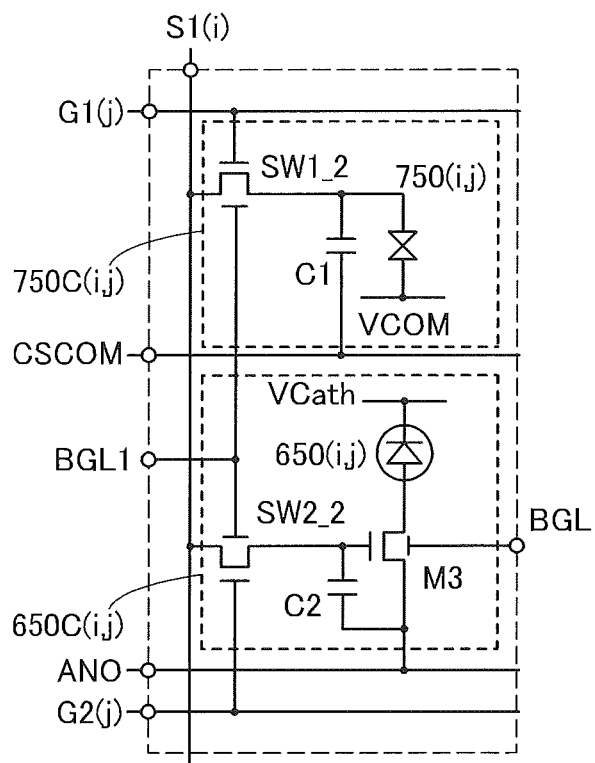 S1(i)
G1(j)
SW1_2
750(i,j)
750C(i,j)
C1
VCOM
CSCOM
VCath
BGL1
650(i,j)
SW2_2
BGL
M3
C2
650C(i,j)
ANO
G2(j)